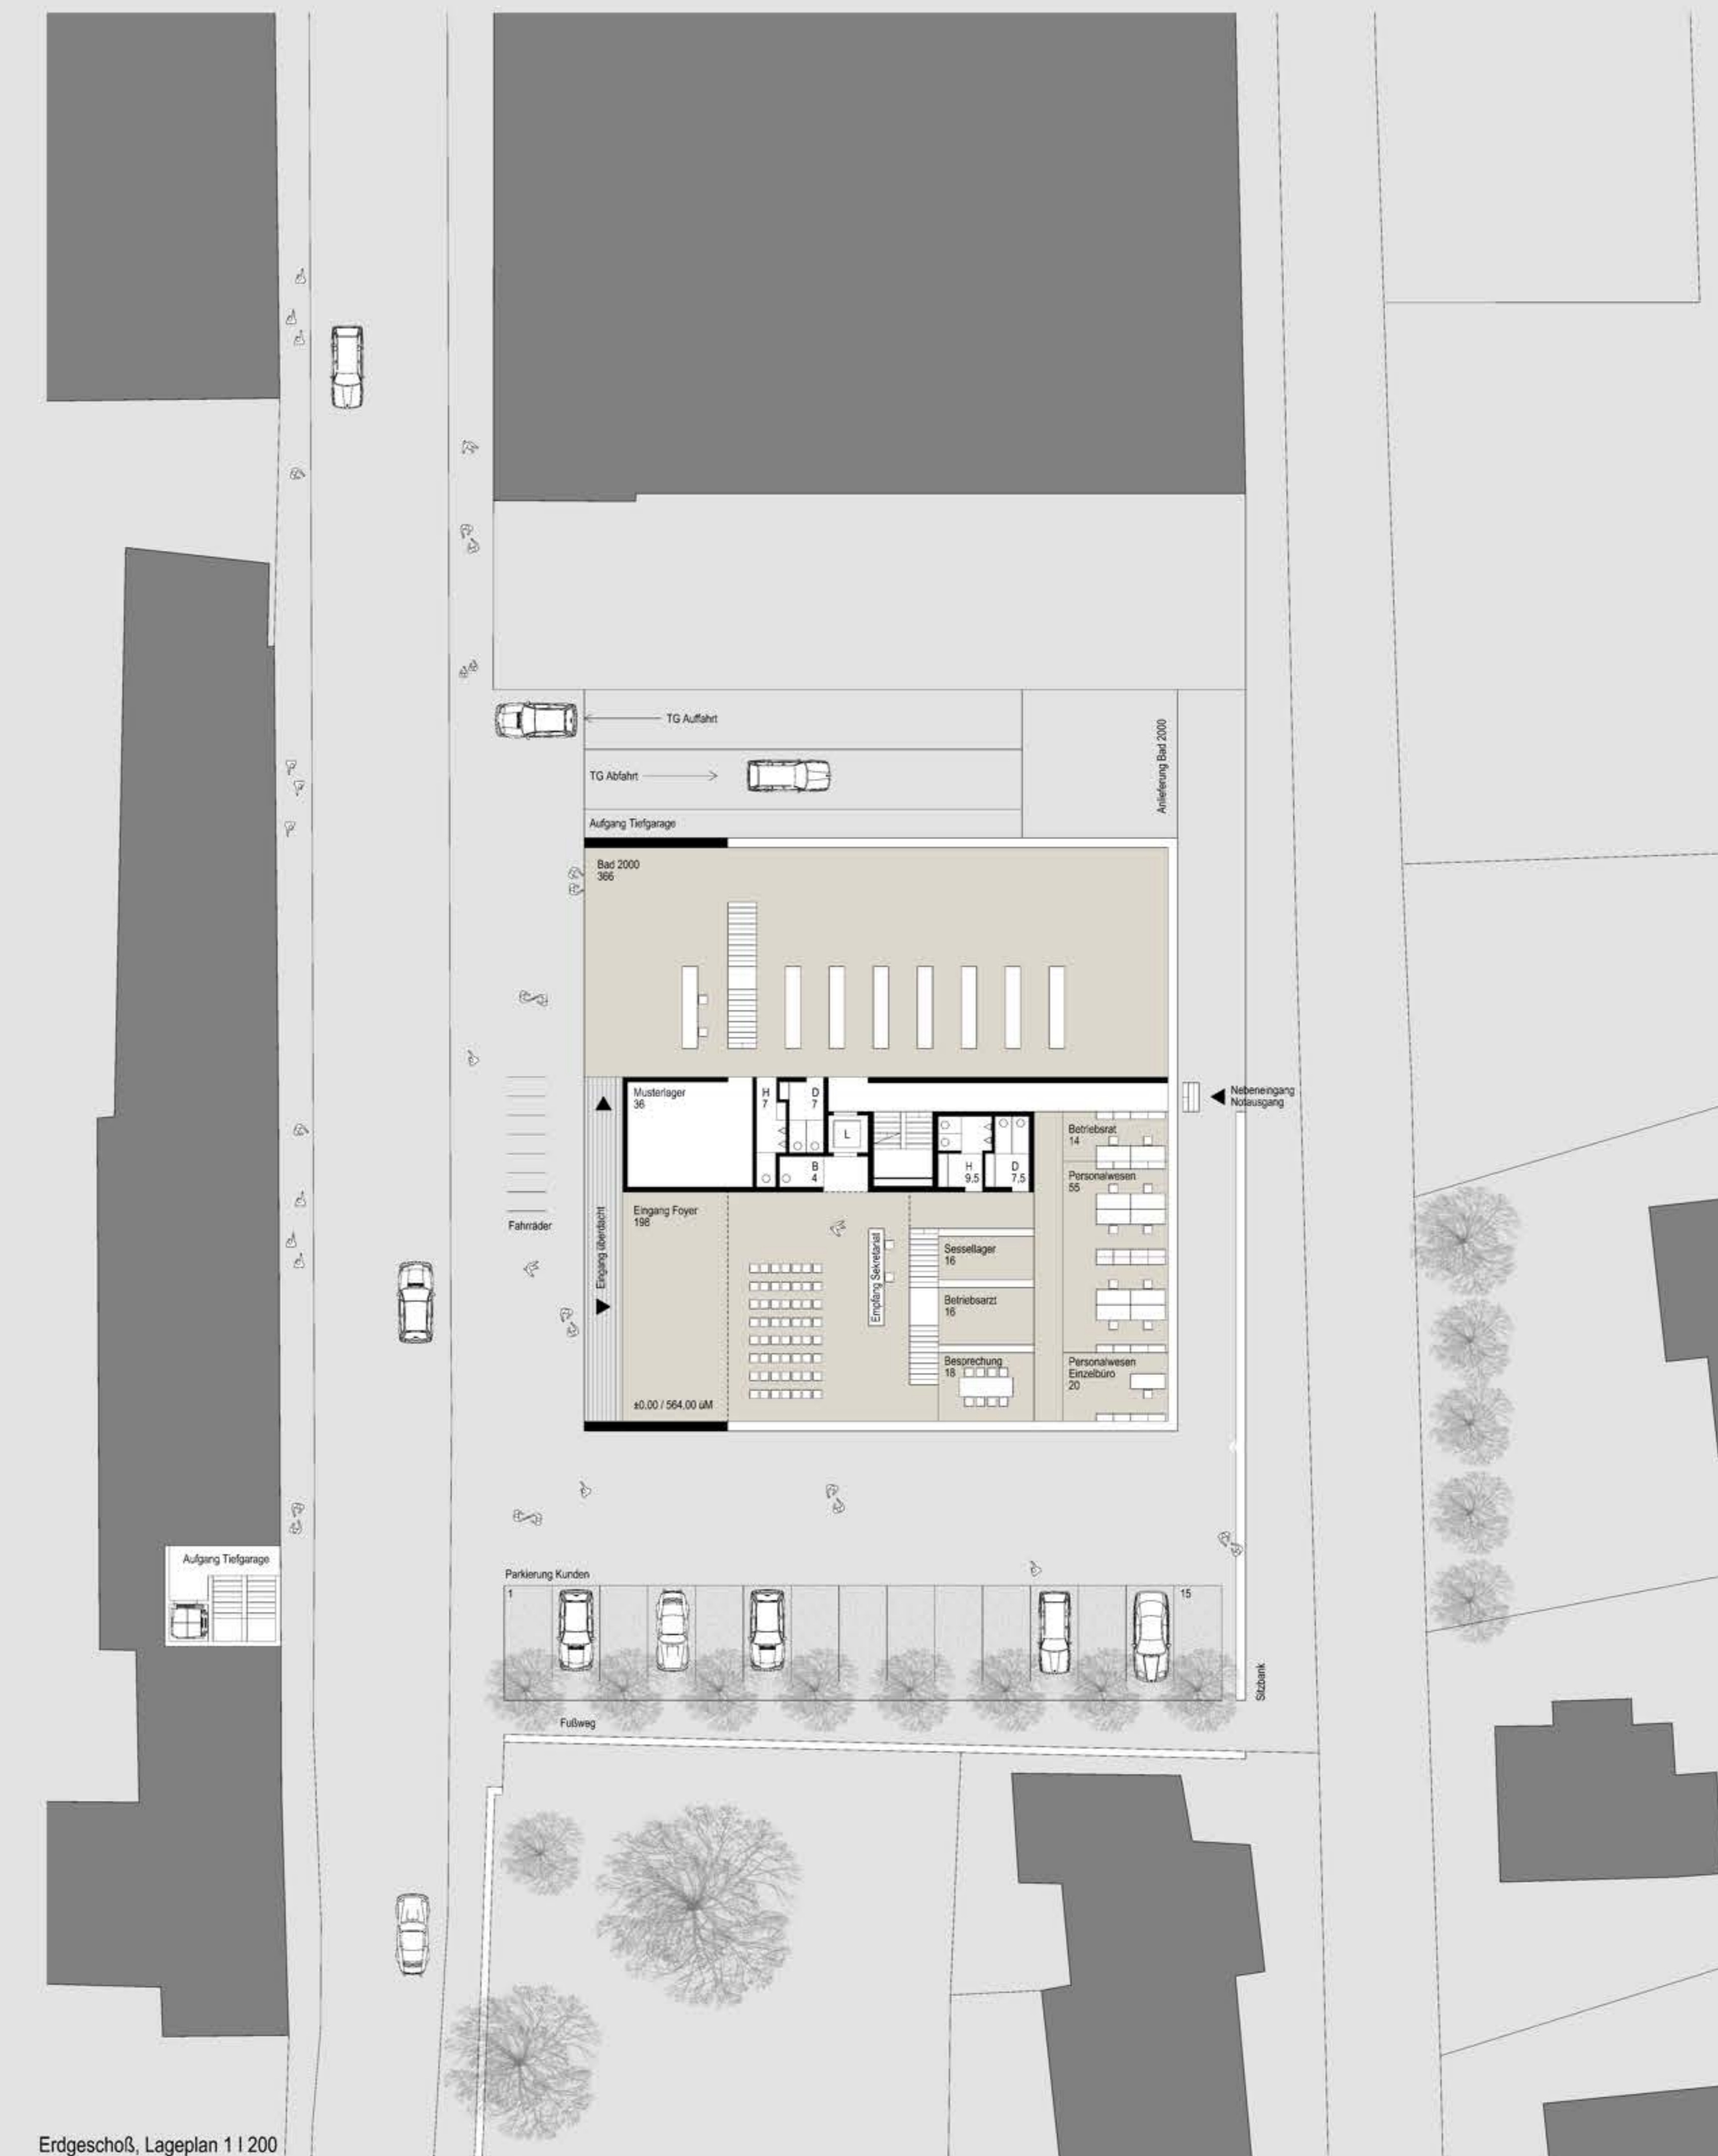 TG Auffahrt
TG Abfahrt
Anlieferung Bad 2000
Aufgang Tiefgarage
Bad 2000
366
Musterlager
36
H
7
D
7
L
B
4
H
9.5
D
7,5
Nebeneingang
Notausgang
Betriebsrat
14
Personalwesen
55
Eingang überdacht
Fahrräder
Eingang Foyer
198
Empfang Sekretariat
Sessellager
16
Betriebsarzt
16
Besprechung
18
Personalwesen
Einzelbüro
20
±0.00 / 564.00 üM
Aufgang Tiefgarage
Parkierung Kunden
1
15
Sitzbank
Fußweg
Erdgeschoß, Lageplan 1 I 200